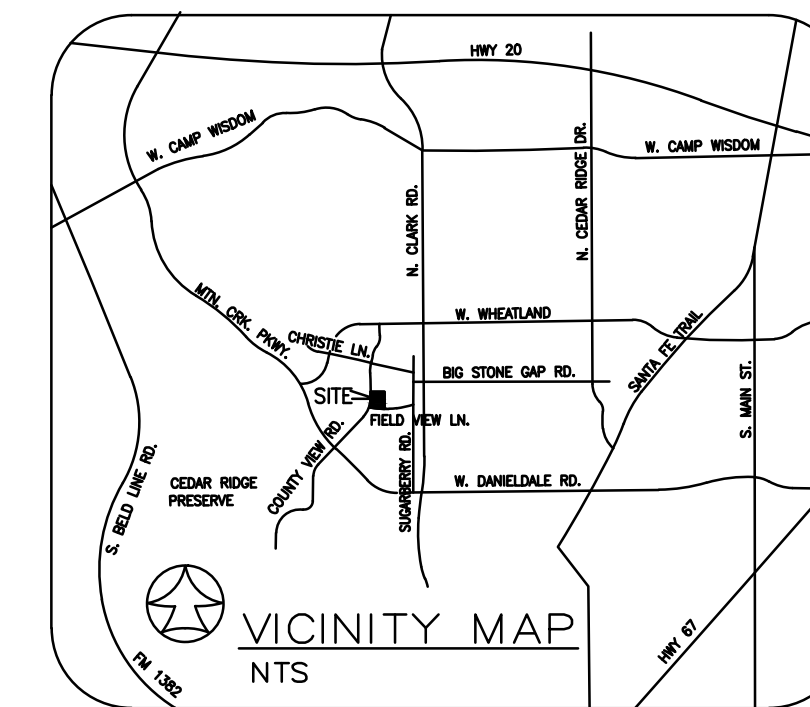 HWY 20
W. CAMP WISDOM
W. CAMP WISDOM
N. CLARK RD.
N. CEDAR RIDGE DR.
MTN. CRK. PKWY.
W. WHEATLAND
CHRISTIE LN.
SANTA FE TRAIL
BIG STONE GAP RD.
S. MAIN ST.
SITE
FIELD VIEW LN.
COUNTY VIEW RD.
SUGARBERRY RD.
S. BELD LINE RD.
CEDAR RIDGE
PRESERVE
W. DANIELDALE RD.
VICINITY MAP
NTS
HWY 67
FM 1382